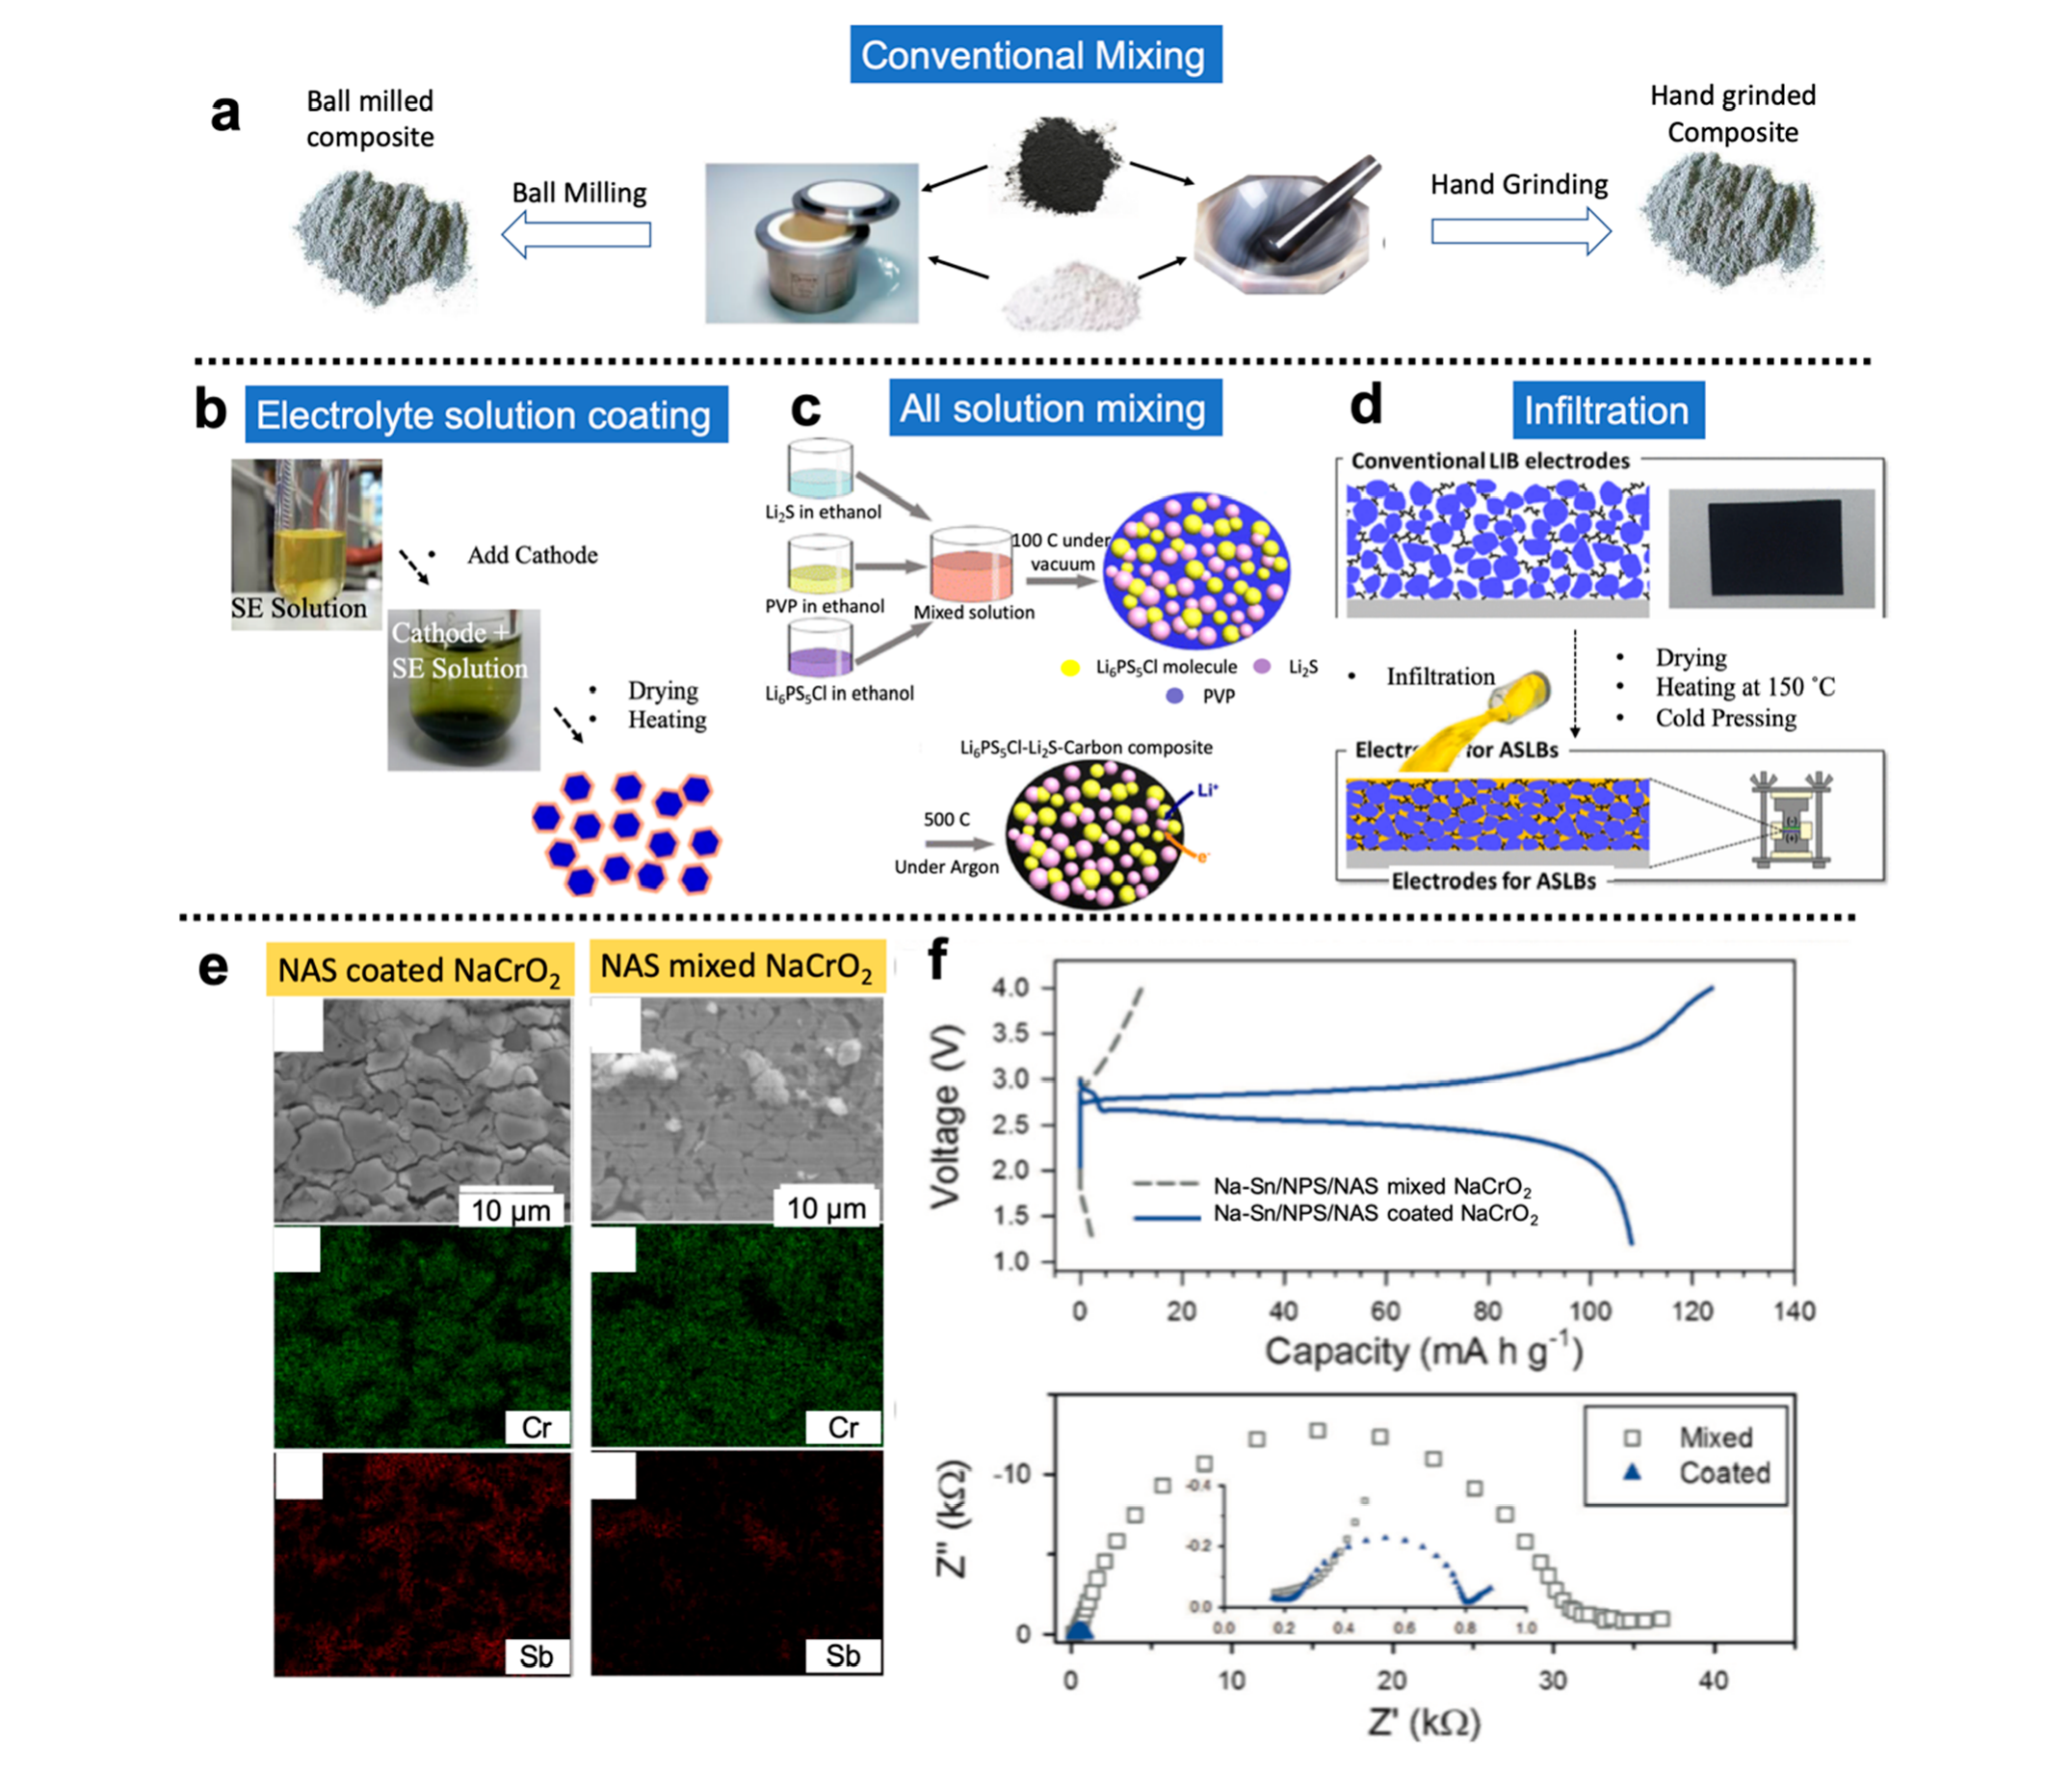 Conventional Mixing
a
Ball milled
composite
Ball Milling
Hand Grinding
Hand grinded
Composite
b
Electrolyte solution coating
SE Solution
• Add Cathode
Cathode +
SE Solution
• Drying
• Heating
c
All solution mixing
Li₂S in ethanol
PVP in ethanol
Li₆PS₅Cl in ethanol
Mixed solution
100 C under
vacuum
Li₆PS₅Cl molecule
Li₂S
PVP
Li₆PS₅Cl-Li₂S-Carbon composite
500 C
Under Argon
Li⁺
e⁻
d
Infiltration
Conventional LIB electrodes
• Infiltration
• Drying
• Heating at 150 ˚C
• Cold Pressing
Electr for ASLBs
(-)
(+)
Electrodes for ASLBs
e
NAS coated NaCrO₂
NAS mixed NaCrO₂
10 µm
10 µm
Cr
Cr
Sb
Sb
f
Voltage (V)
4.0
3.5
3.0
2.5
2.0
1.5
1.0
Na-Sn/NPS/NAS mixed NaCrO₂
Na-Sn/NPS/NAS coated NaCrO₂
0 20 40 60 80 100 120 140
Capacity (mA h g⁻¹)
Z" (kΩ)
-10
0
Mixed
Coated
-0.4
-0.2
0.0
0.0 0.2 0.4 0.6 0.8 1.0
0 10 20 30 40
Z' (kΩ)